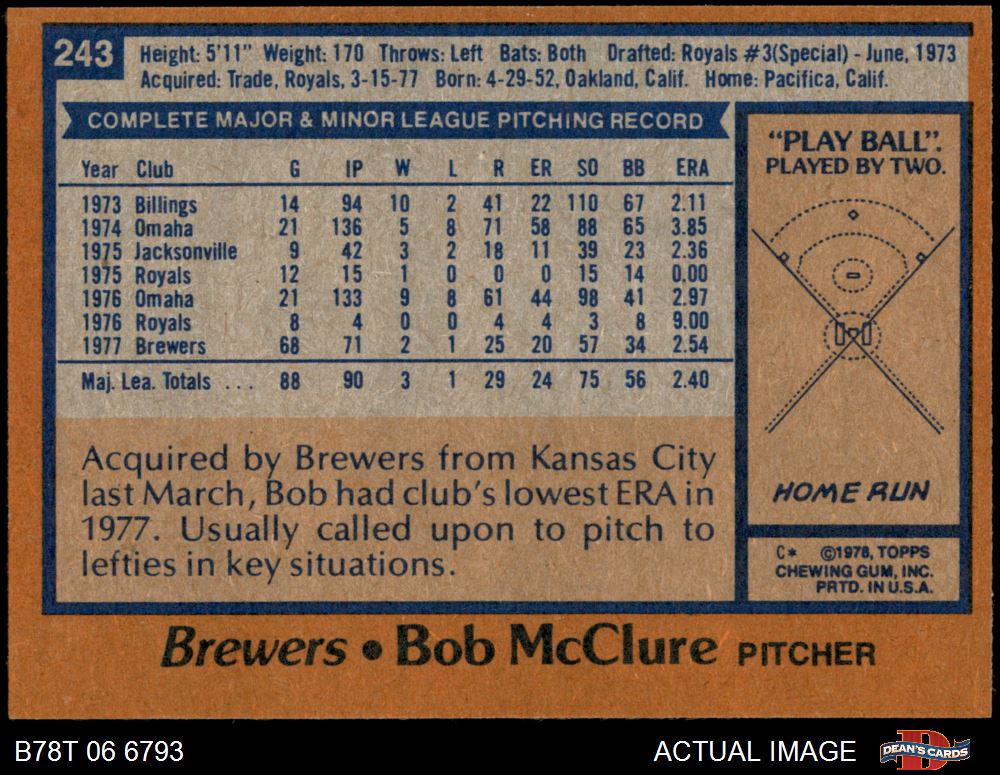 243
Height: 5'11" Weight: 170 Throws: Left Bats: Both Drafted: Royals #3(Special) - June, 1973
Acquired: Trade, Royals, 3-15-77 Born: 4-29-52, Oakland, Calif. Home: Pacifica, Calif.
COMPLETE MAJOR & MINOR LEAGUE PITCHING RECORD
Year Club G IP W L R ER SO BB ERA
1973 Billings 14 94 10 2 41 22 110 67 2.11
1974 Omaha 21 136 5 8 71 58 88 65 3.85
1975 Jacksonville 9 42 3 2 18 11 39 23 2.36
1975 Royals 12 15 1 0 0 0 15 14 0.00
1976 Omaha 21 133 9 8 61 44 98 41 2.97
1976 Royals 8 4 0 0 4 4 3 8 9.00
1977 Brewers 68 71 2 1 25 20 57 34 2.54
Maj. Lea. Totals ... 88 90 3 1 29 24 75 56 2.40
Acquired by Brewers from Kansas City
last March, Bob had club's lowest ERA in
1977. Usually called upon to pitch to
lefties in key situations.
"PLAY BALL".
PLAYED BY TWO.
HOME RUN
C* ©1978, TOPPS
CHEWING GUM, INC.
PRTD. IN U.S.A.
Brewers • Bob McClure PITCHER
B78T 06 6793
ACTUAL IMAGE
D
DEAN'S CARDS